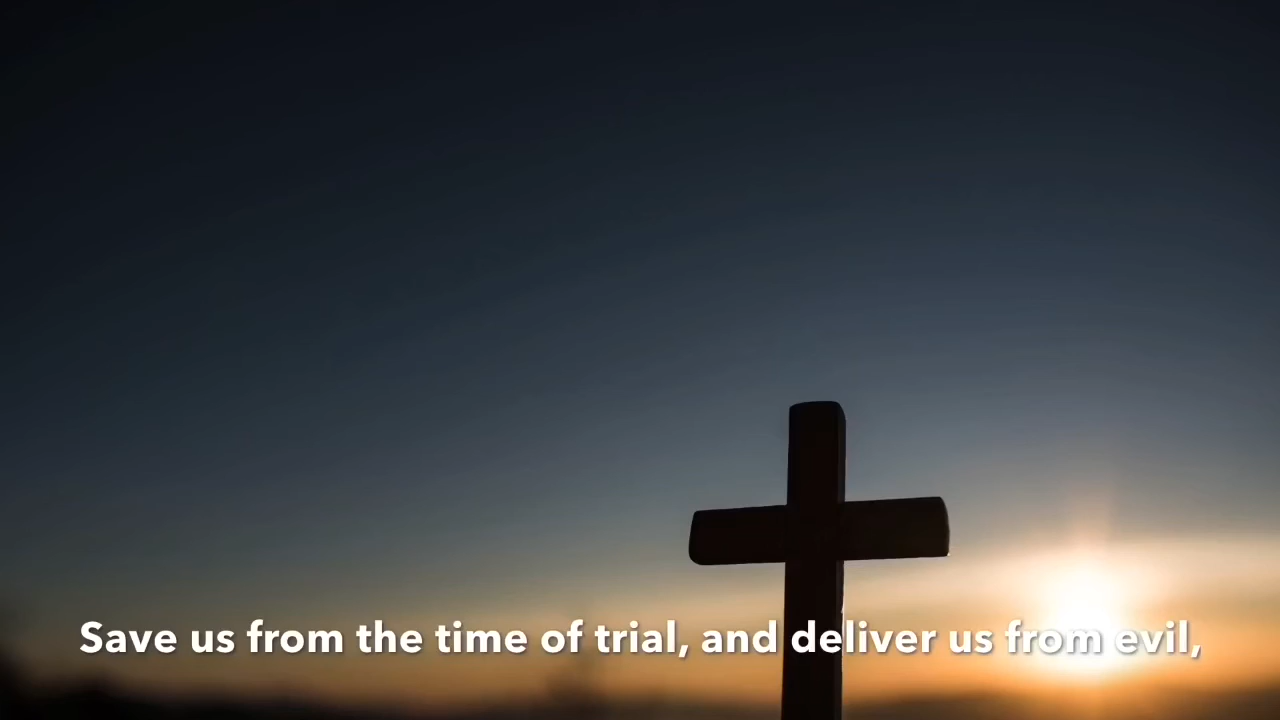 Save us from the time of trial, and deliver us from evil,